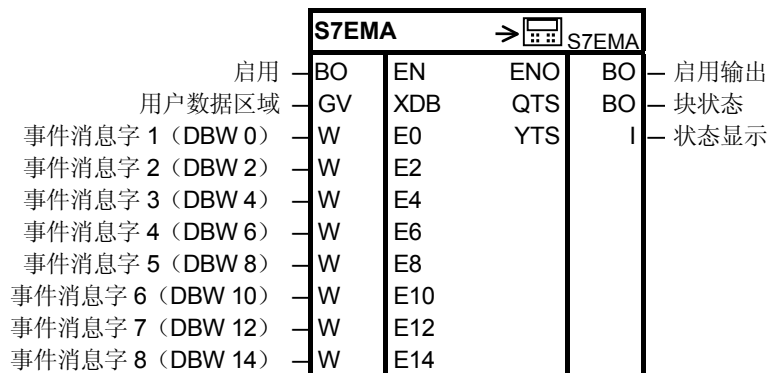 S7EMA S7EMA
启用 BO EN ENO BO 启用输出
用户数据区域 GV XDB QTS BO 块状态
事件消息字 1（DBW 0） W E0 YTS I 状态显示
事件消息字 2（DBW 2） W E2
事件消息字 3（DBW 4） W E4
事件消息字 4（DBW 6） W E6
事件消息字 5（DBW 8） W E8
事件消息字 6（DBW 10） W E10
事件消息字 7（DBW 12） W E12
事件消息字 8（DBW 14） W E14